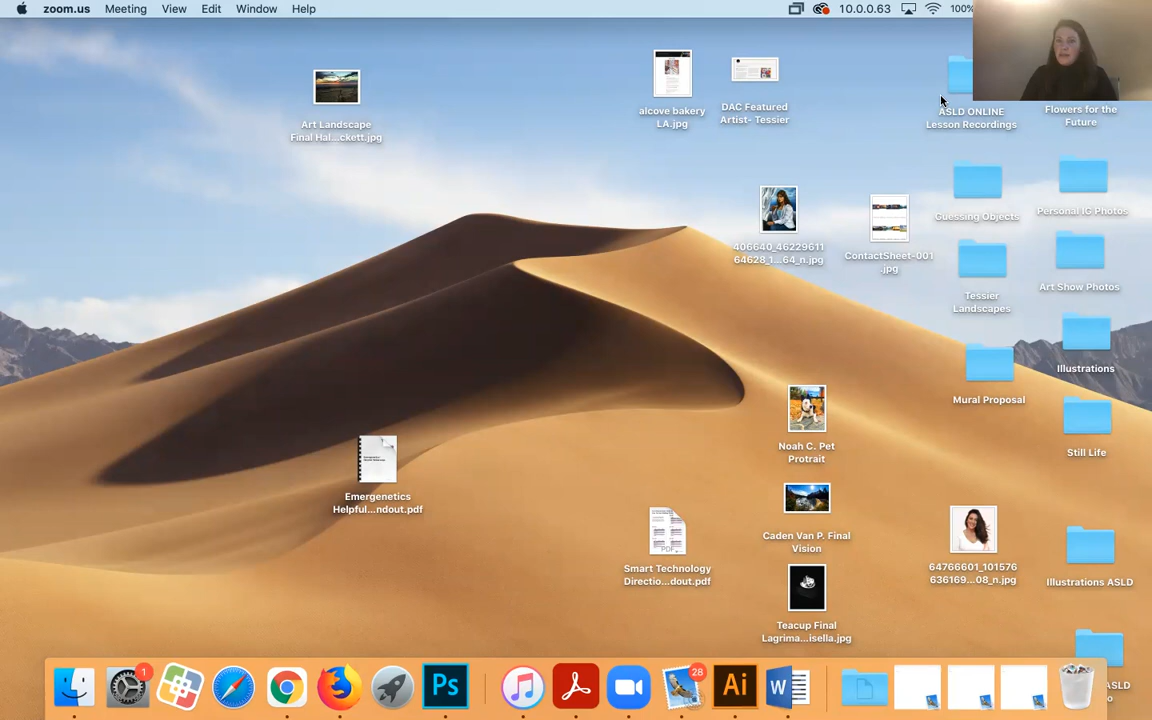 zoom.us Meeting View Edit Window Help 10.0.0.63 100%
Art Landscape
Final Hal...ckett.jpg
alcove bakery
LA.jpg
DAC Featured
Artist- Tessier
ASLD ONLINE
Lesson Recordings
Flowers for the
Future
406640_46229611
64628_1...64_n.jpg
ContactSheet-001
.jpg
Guessing Objects
Personal IG Photos
Tessier
Landscapes
Art Show Photos
Illustrations
Mural Proposal
Noah C. Pet
Protrait
Still Life
Emergenetics
Helpful...ndout.pdf
Smart Technology
Directio...dout.pdf
PDF
Caden Van P. Final
Vision
64766601_101576
636169...08_n.jpg
Illustrations ASLD
Teacup Final
Lagrima...isella.jpg
ASLD
1
Ps
28
Ai
W